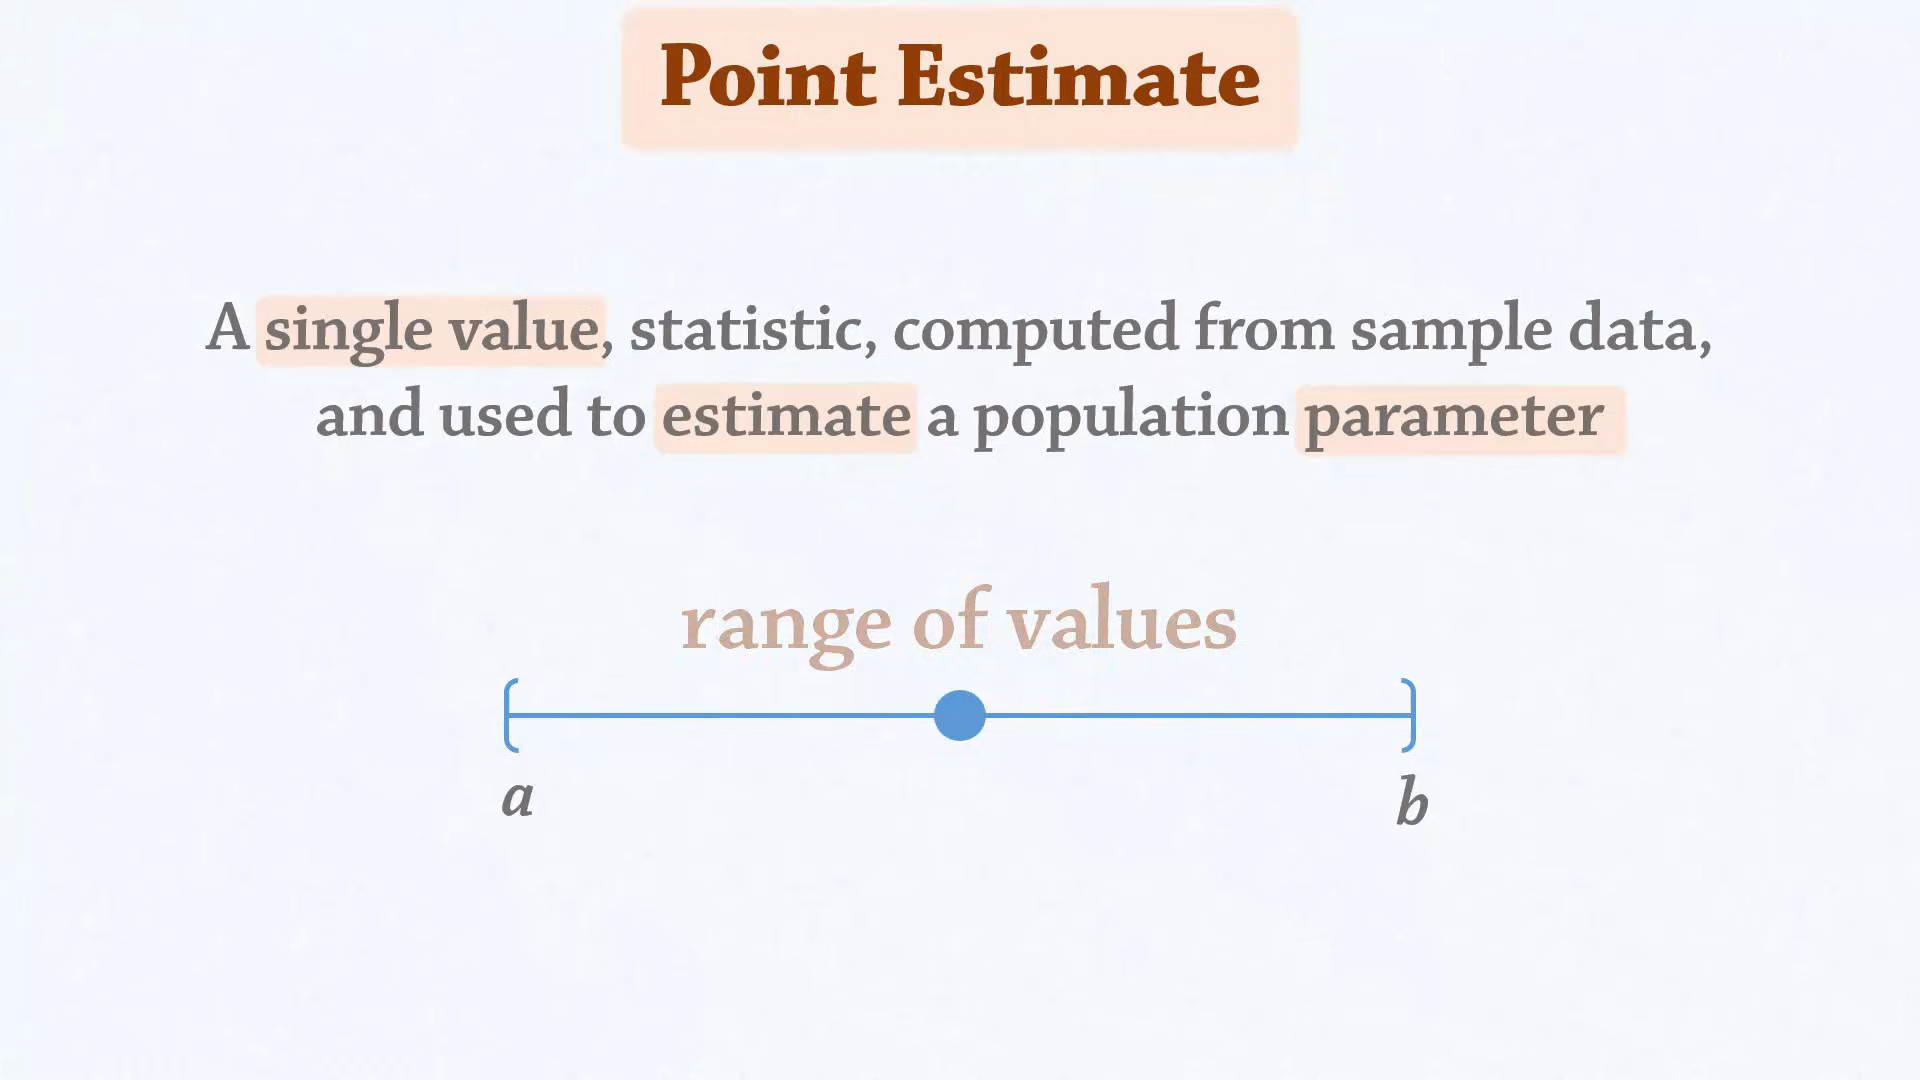 Point Estimate
A single value, statistic, computed from sample data,
and used to estimate a population parameter
range of values
a
b